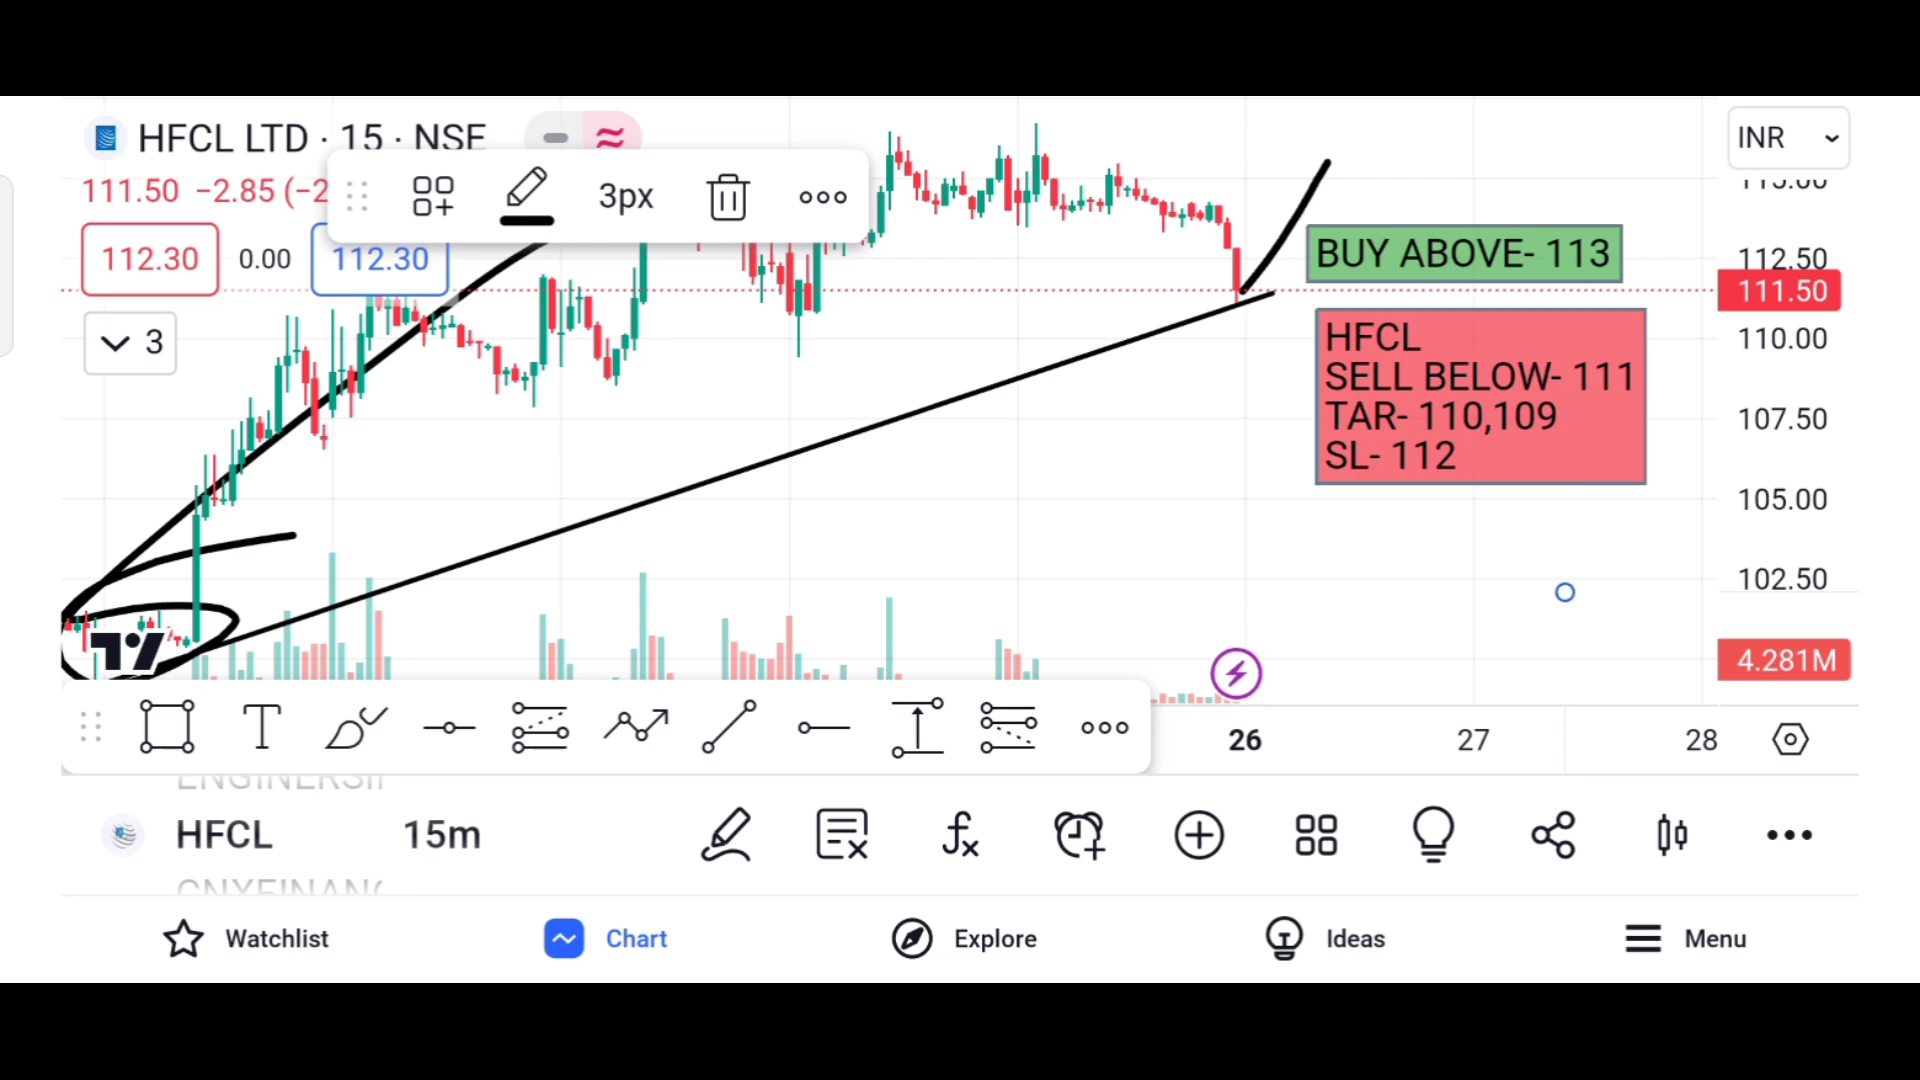 HFCL LTD · 15 · NSE
INR
111.50 −2.85 (−2
3px
112.30
0.00
112.30
3
BUY ABOVE- 113
HFCL
SELL BELOW- 111
TAR- 110,109
SL- 112
112.50
111.50
110.00
107.50
105.00
102.50
4.281M
26
27
28
HFCL
15m
Watchlist
Chart
Explore
Ideas
Menu